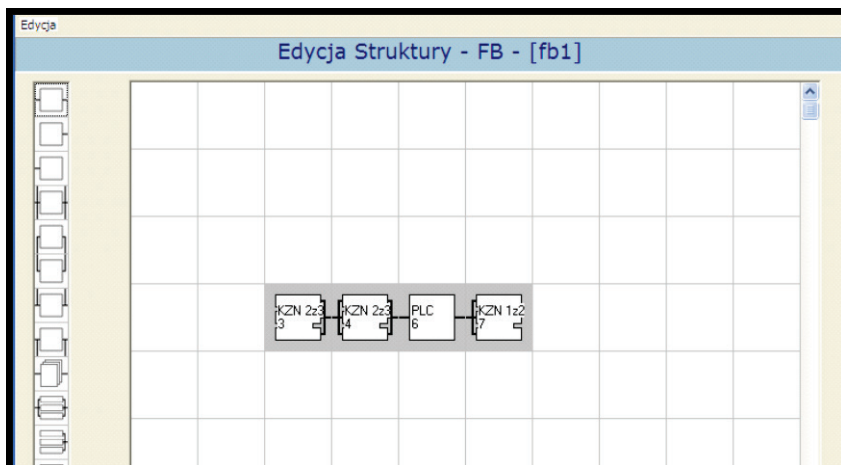 Edycja
Edycja Struktury - FB - [fb1]
KZN 2z3
3
KZN 2z3
4
PLC
6
KZN 1z2
7